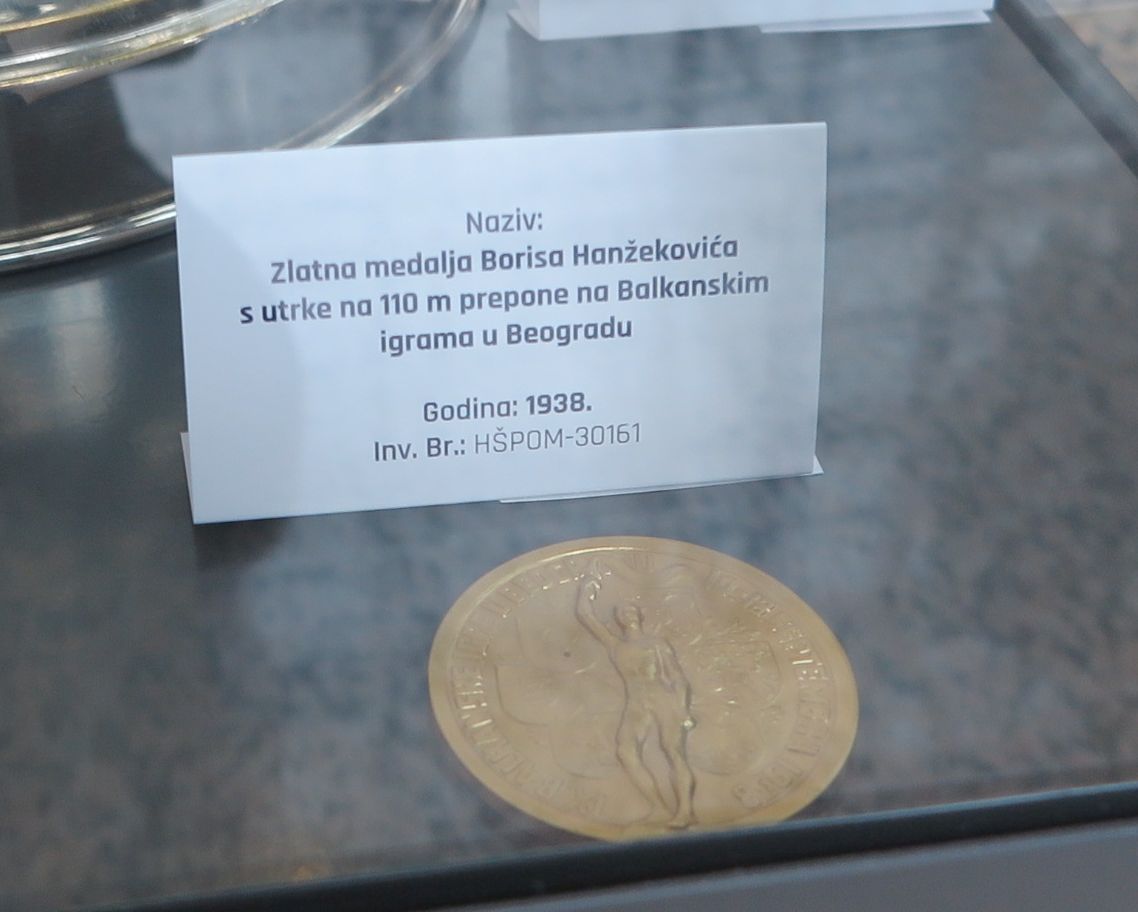 Naziv:
Zlatna medalja Borisa Hanžekovića
s utrke na 110 m prepone na Balkanskim
igrama u Beogradu
Godina: 1938.
Inv. Br.: HŠPOM-30161